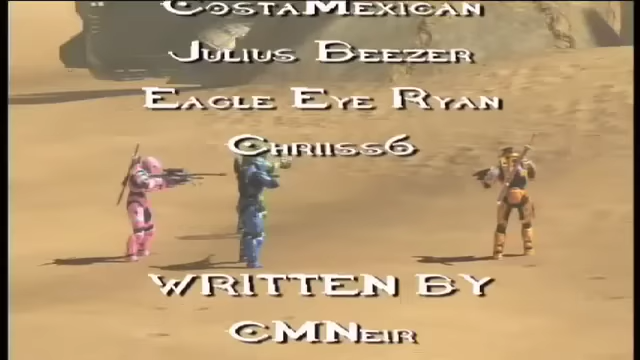 CostaMexican
Julius Beezer
Eagle Eye Ryan
Chriiss6
WRITTEN BY
CMNeir